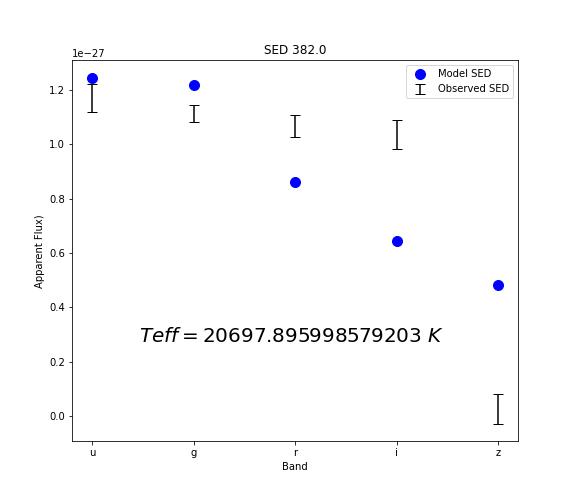 SED 382.0
1e−27
Model SED
Observed SED
1.2
1.0
0.8
0.6
0.4
0.2
0.0
Apparent Flux)
Teff = 20697.895998579203 K
u g r i z
Band